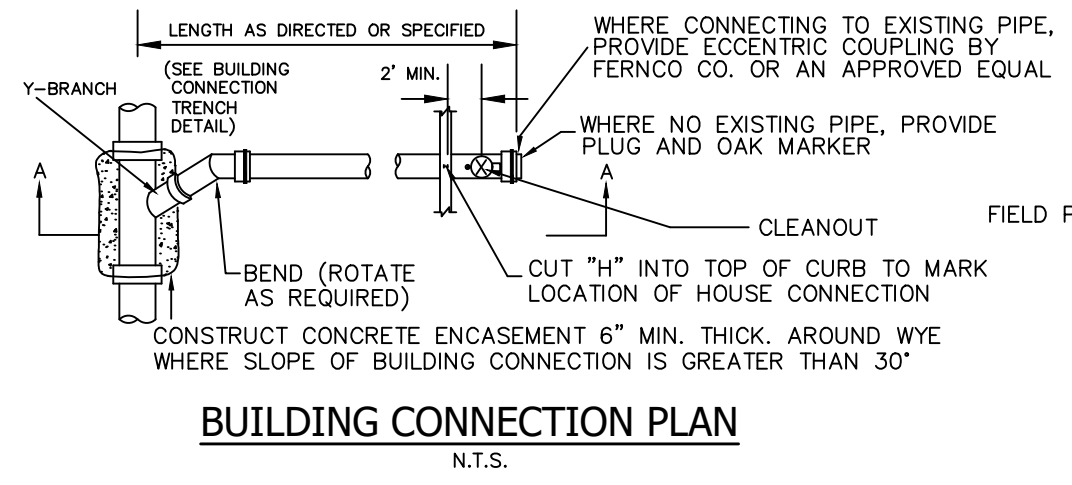 LENGTH AS DIRECTED OR SPECIFIED
WHERE CONNECTING TO EXISTING PIPE,
PROVIDE ECCENTRIC COUPLING BY
FERNCO CO. OR AN APPROVED EQUAL
(SEE BUILDING
CONNECTION
TRENCH
DETAIL)
2' MIN.
Y-BRANCH
WHERE NO EXISTING PIPE, PROVIDE
PLUG AND OAK MARKER
A
A
CLEANOUT
FIELD
BEND (ROTATE
AS REQUIRED)
CUT "H" INTO TOP OF CURB TO MARK
LOCATION OF HOUSE CONNECTION
CONSTRUCT CONCRETE ENCASEMENT 6" MIN. THICK. AROUND WYE
WHERE SLOPE OF BUILDING CONNECTION IS GREATER THAN 30°
BUILDING CONNECTION PLAN
N.T.S.